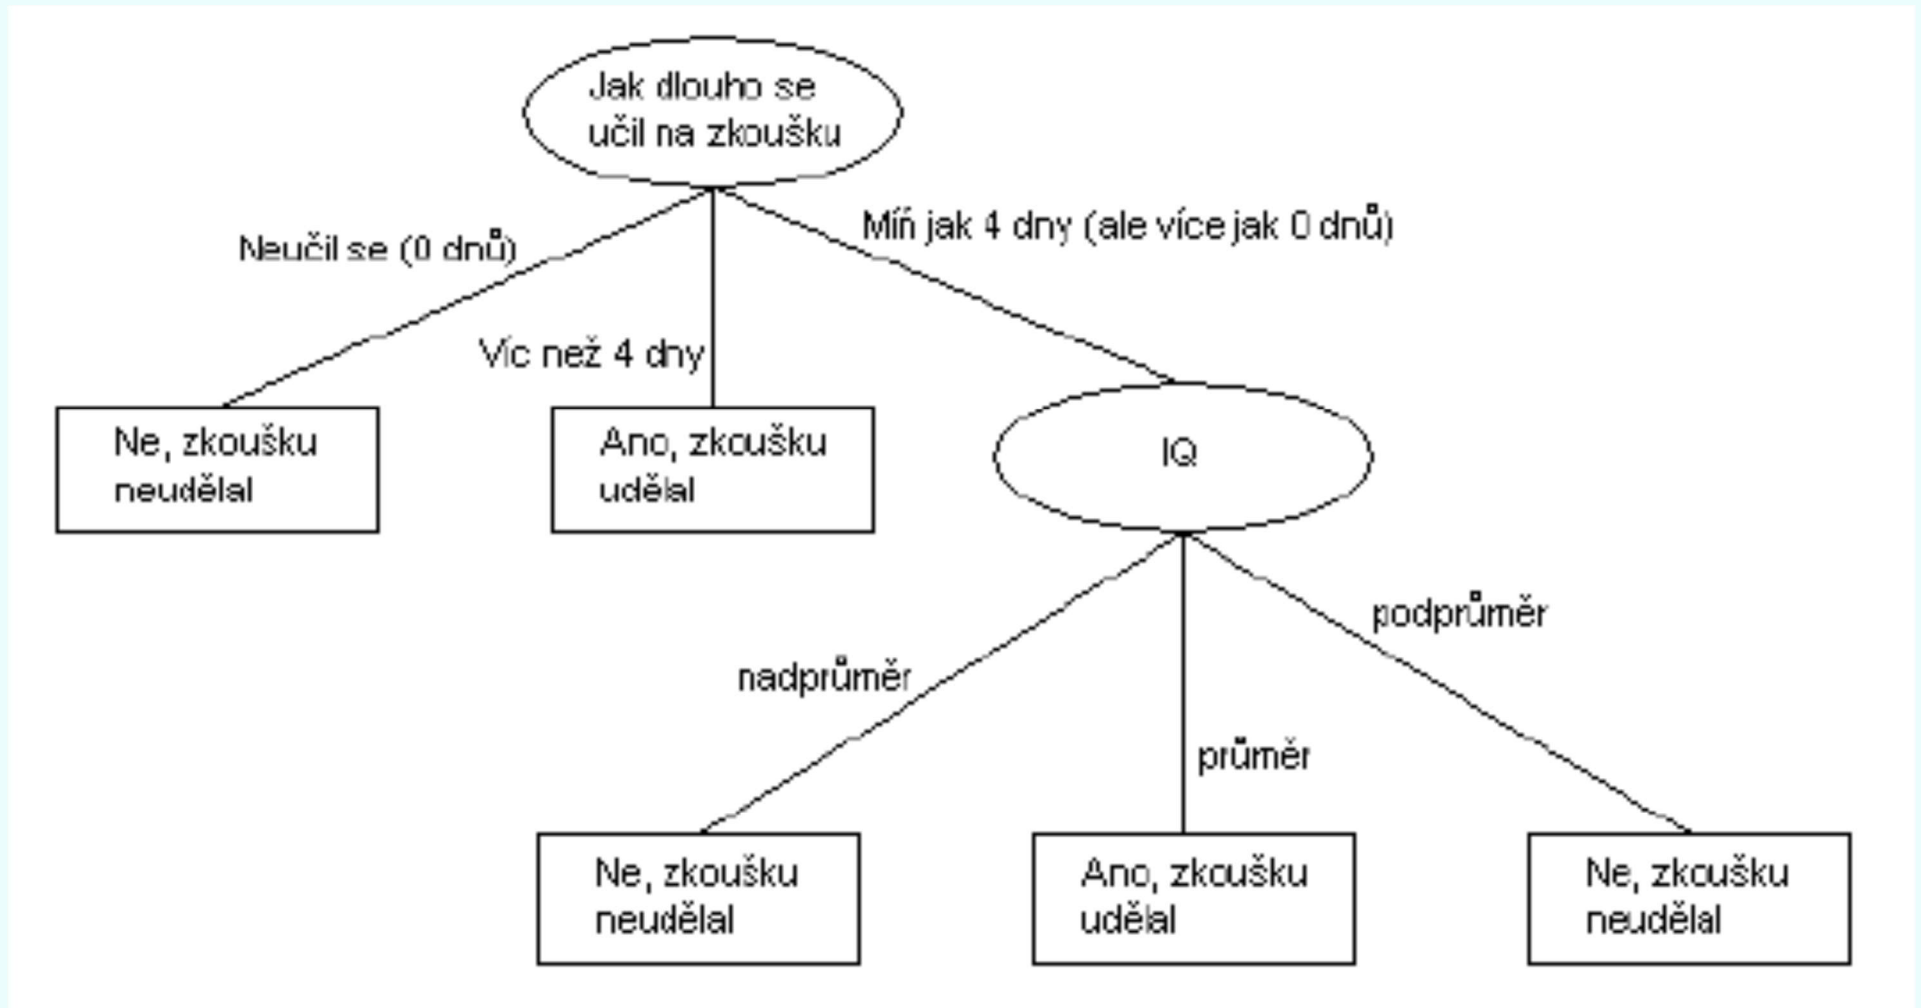 Jak dlouho se
učil na zkoušku
Neučil se (0 dnů)
Míň jak 4 dny (ale více jak 0 dnů)
Víc než 4 dny
Ne, zkoušku
neudělal
Ano, zkoušku
udělal
IQ
nadprůměr
průměr
podprůměr
Ne, zkoušku
neudělal
Ano, zkoušku
udělal
Ne, zkoušku
neudělal